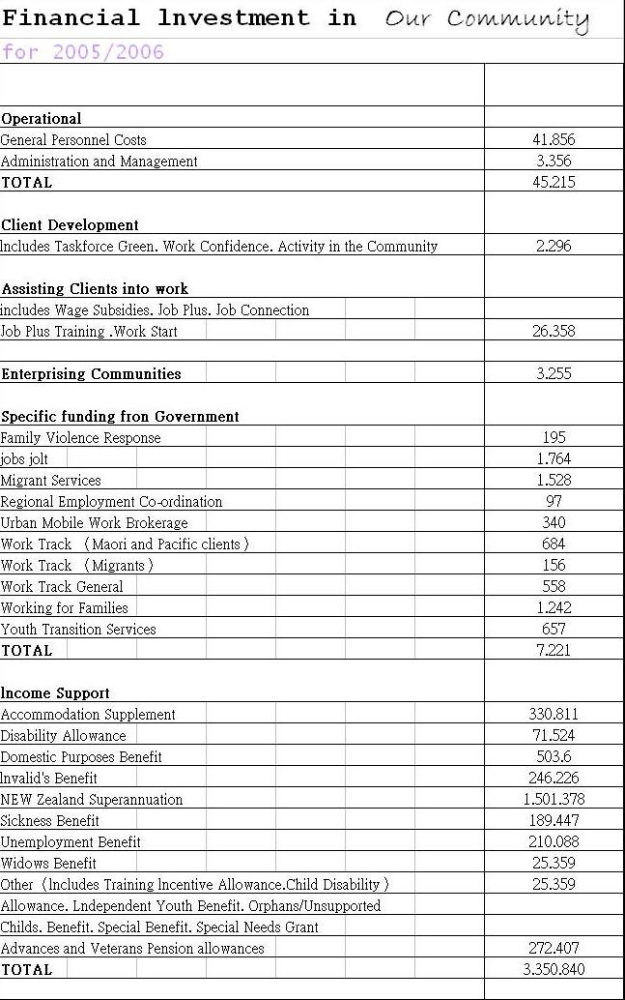 Financial lnvestment in Our Community
for 2005/2006
Operational
General Personnel Costs 41.856
Administration and Management 3.356
TOTAL 45.215
Client Development
lncludes Taskforce Green. Work Confidence. Activity in the Community 2.296
Assisting Clients into work
includes Wage Subsidies. Job Plus. Job Connection
Job Plus Training .Work Start 26.358
Enterprising Communities 3.255
Specific funding fron Government
Family Violence Response 195
jobs jolt 1.764
Migrant Services 1.528
Regional Employment Co-ordination 97
Urban Mobile Work Brokerage 340
Work Track （Maori and Pacific clients） 684
Work Track （Migrants） 156
Work Track General 558
Working for Families 1.242
Youth Transition Services 657
TOTAL 7.221
lncome Support
Accommodation Supplement 330.811
Disability Allowance 71.524
Domestic Purposes Benefit 503.6
lnvalid's Benefit 246.226
NEW Zealand Superannuation 1.501.378
Sickness Benefit 189.447
Unemployment Benefit 210.088
Widows Benefit 25.359
Other（lncludes Training lncentive Allowance.Child Disability） 25.359
Allowance. Lndependent Youth Benefit. Orphans/Unsupported
Childs. Benefit. Special Benefit. Special Needs Grant
Advances and Veterans Pension allowances 272.407
TOTAL 3.350.840